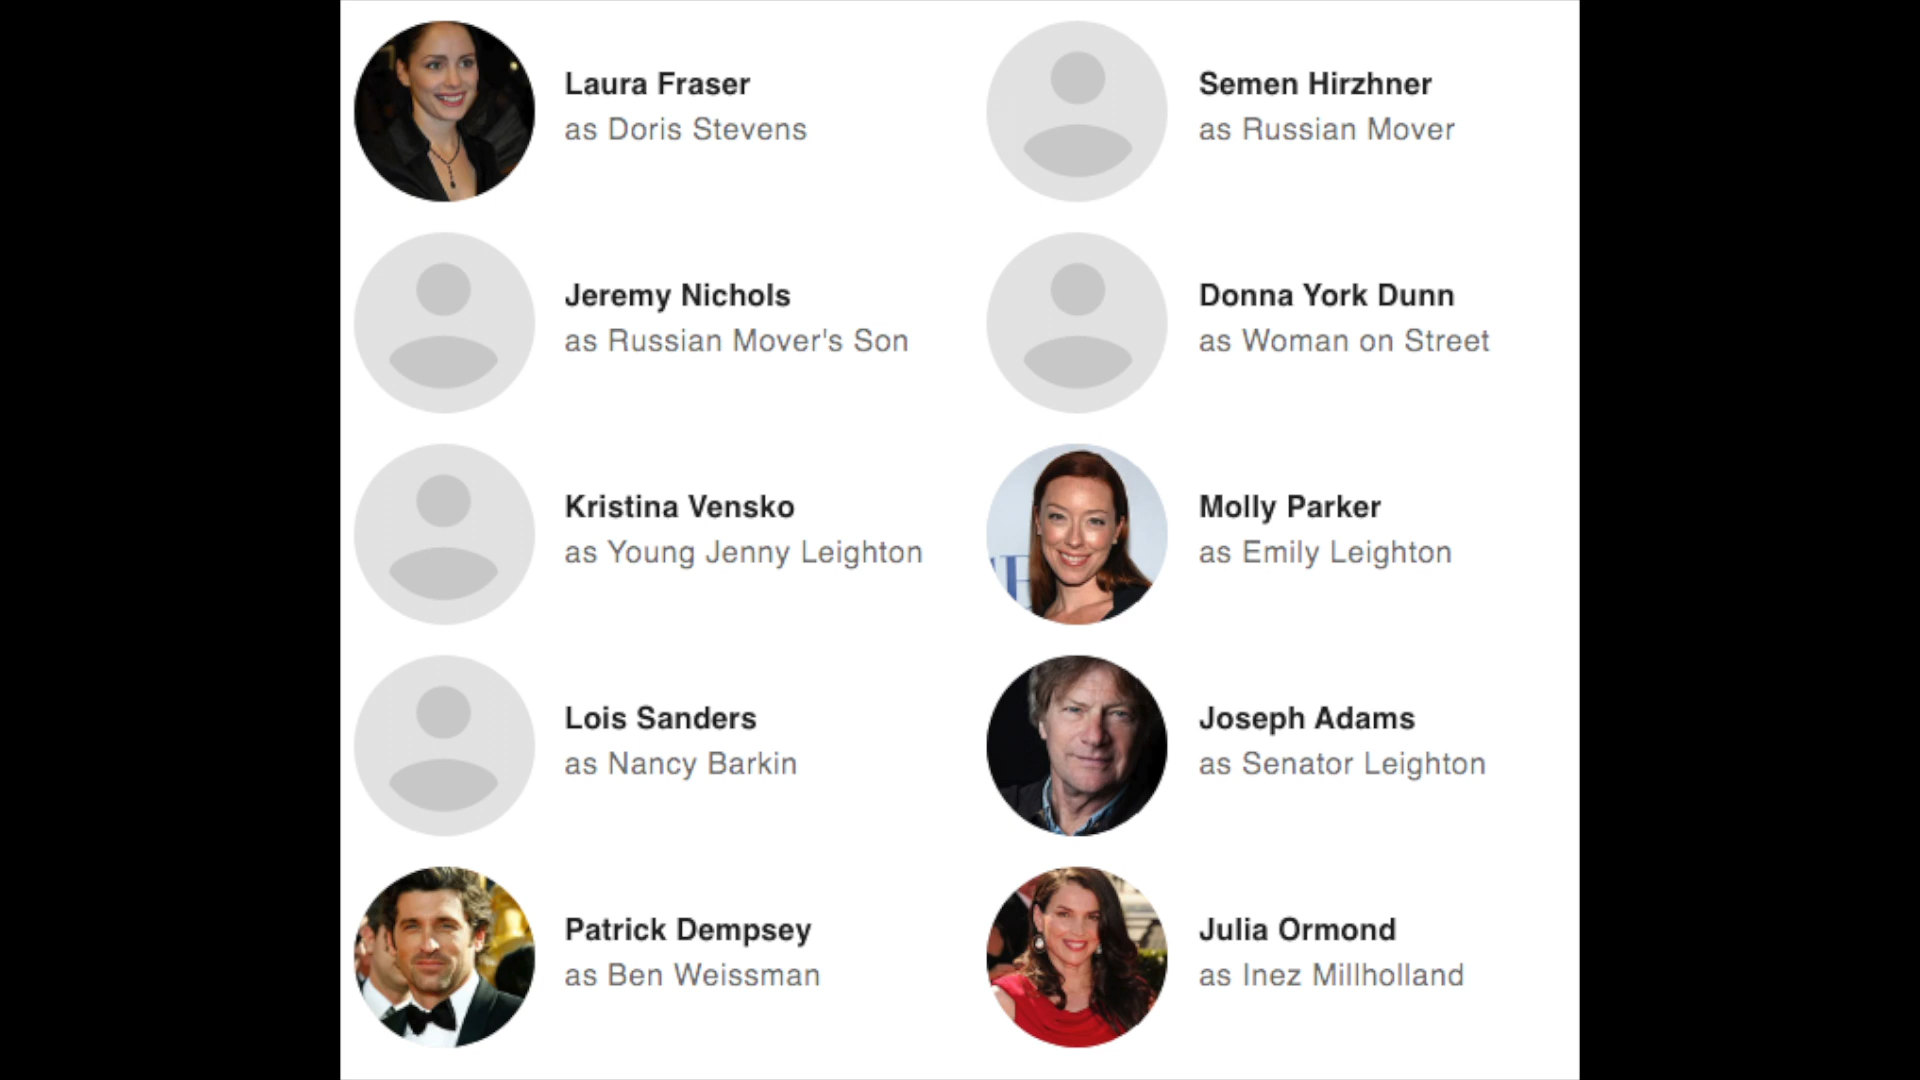 Laura Fraser
as Doris Stevens
Semen Hirzhner
as Russian Mover
Jeremy Nichols
as Russian Mover's Son
Donna York Dunn
as Woman on Street
Kristina Vensko
as Young Jenny Leighton
Molly Parker
as Emily Leighton
Lois Sanders
as Nancy Barkin
Joseph Adams
as Senator Leighton
Patrick Dempsey
as Ben Weissman
Julia Ormond
as Inez Millholland